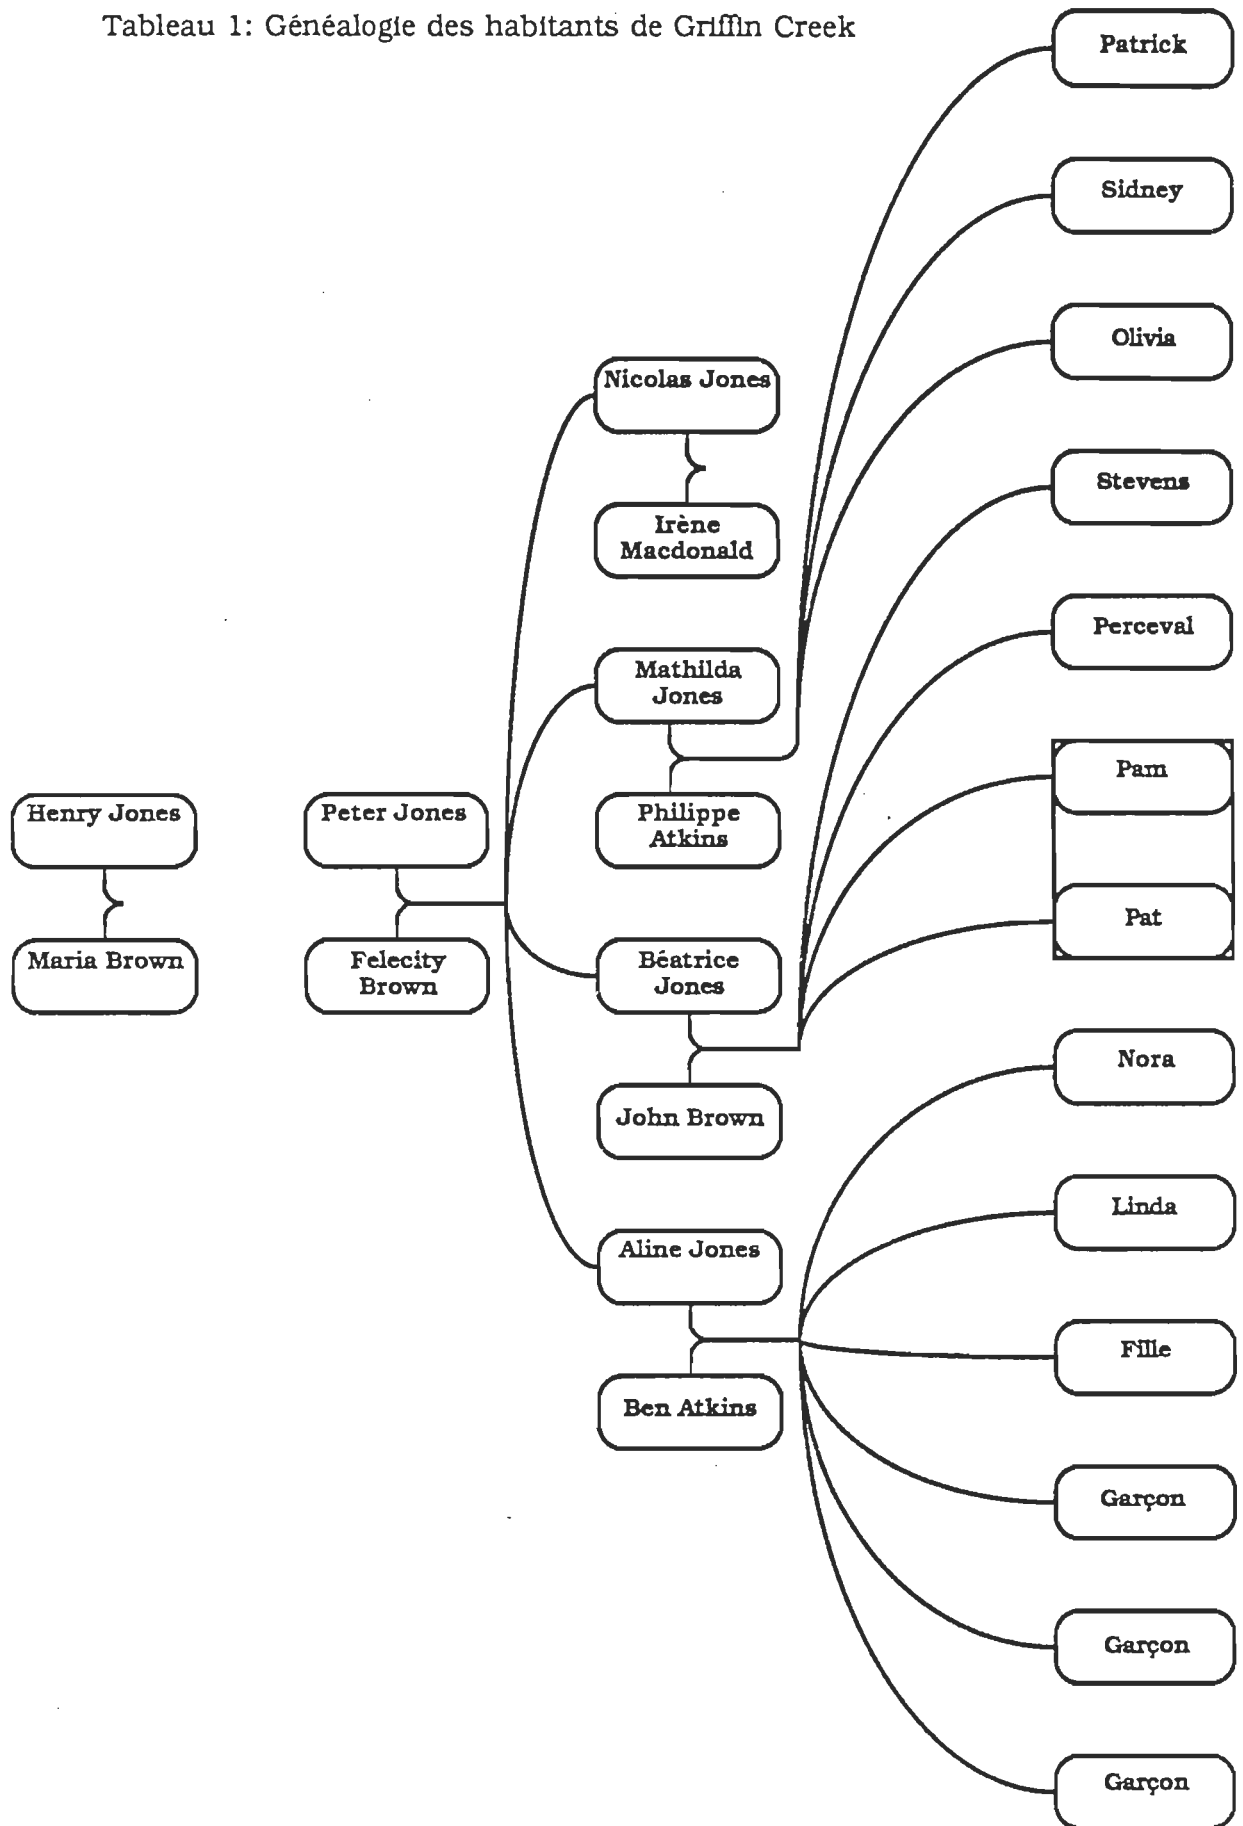 Tableau 1: Généalogie des habitants de Griffin Creek
Henry Jones
Maria Brown
Peter Jones
Felecity
Brown
Nicolas Jones
Irène
Macdonald
Mathilda
Jones
Philippe
Atkins
Béatrice
Jones
John Brown
Aline Jones
Ben Atkins
Patrick
Sidney
Olivia
Stevens
Perceval
Pam
Pat
Nora
Linda
Fille
Garçon
Garçon
Garçon